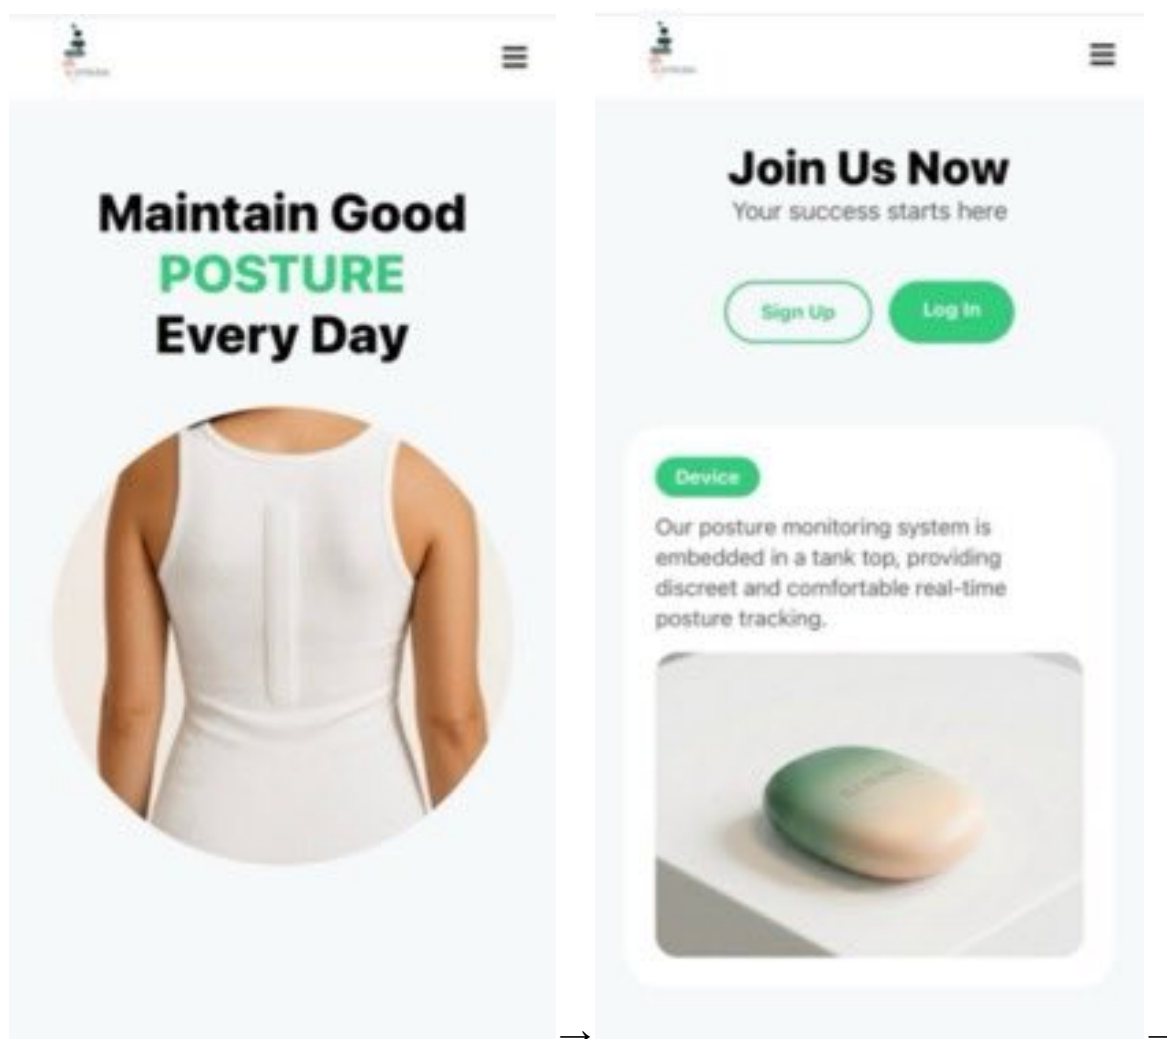 Maintain Good
POSTURE
Every Day
→
Join Us Now
Your success starts here
Sign Up
Log In
Device
Our posture monitoring system is
embedded in a tank top, providing
discreet and comfortable real-time
posture tracking.